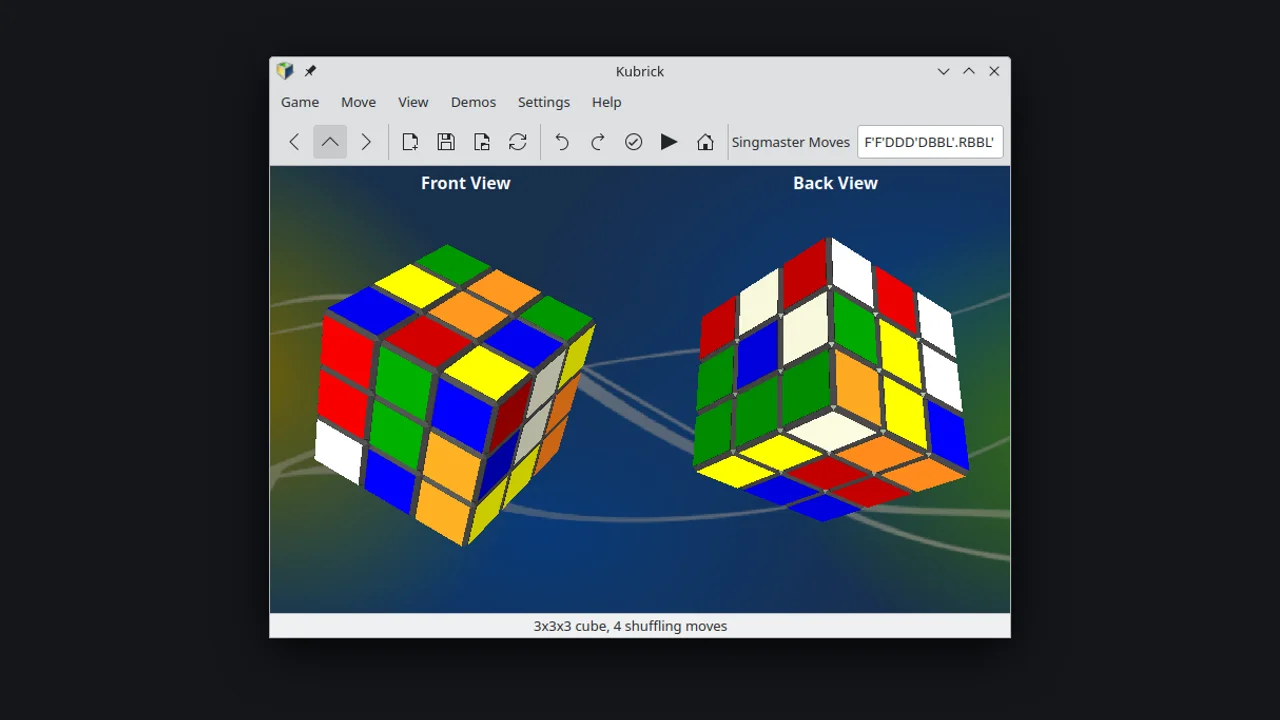 Kubrick
Game Move View Demos Settings Help
Singmaster Moves F'F'DDD'DBBL'.RBBL'
Front View Back View
3x3x3 cube, 4 shuffling moves